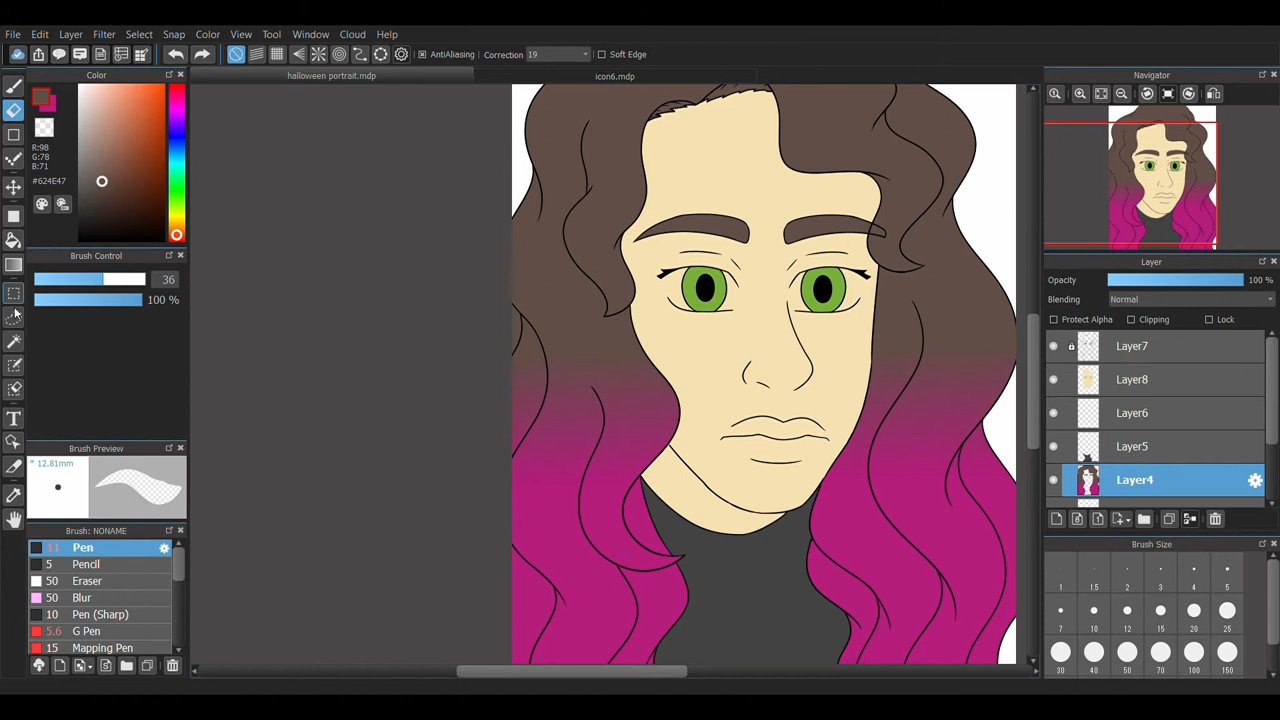 File Edit Layer Filter Select Snap Color View Tool Window Cloud Help
AntiAliasing Correction 19 Soft Edge
Color
halloween portrait.mdp
icon6.mdp
Navigator
R:98
G:78
B:71
#624E47
Brush Control
36
100 %
Layer
Opacity 100 %
Blending Normal
Protect Alpha Clipping Lock
Layer7
Layer8
Layer6
Layer5
Layer4
Brush Preview
* 12.81mm
Brush: NONAME
11 Pen
5 Pencil
50 Eraser
50 Blur
10 Pen (Sharp)
5.6 G Pen
15 Mapping Pen
Brush Size
1 1.5 2 3 4 5
7 10 12 15 20 25
30 40 50 70 100 150